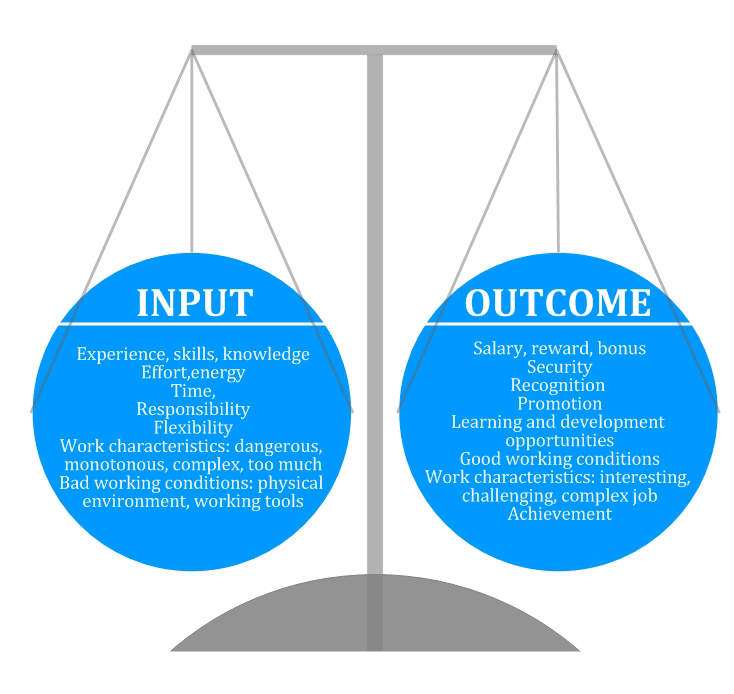 INPUT
Experience, skills, knowledge
Effort,energy
Time,
Responsibility
Flexibility
Work characteristics: dangerous,
monotonous, complex, too much
Bad working conditions: physical
environment, working tools
OUTCOME
Salary, reward, bonus
Security
Recognition
Promotion
Learning and development
opportunities
Good working conditions
Work characteristics: interesting,
challenging, complex job
Achievement